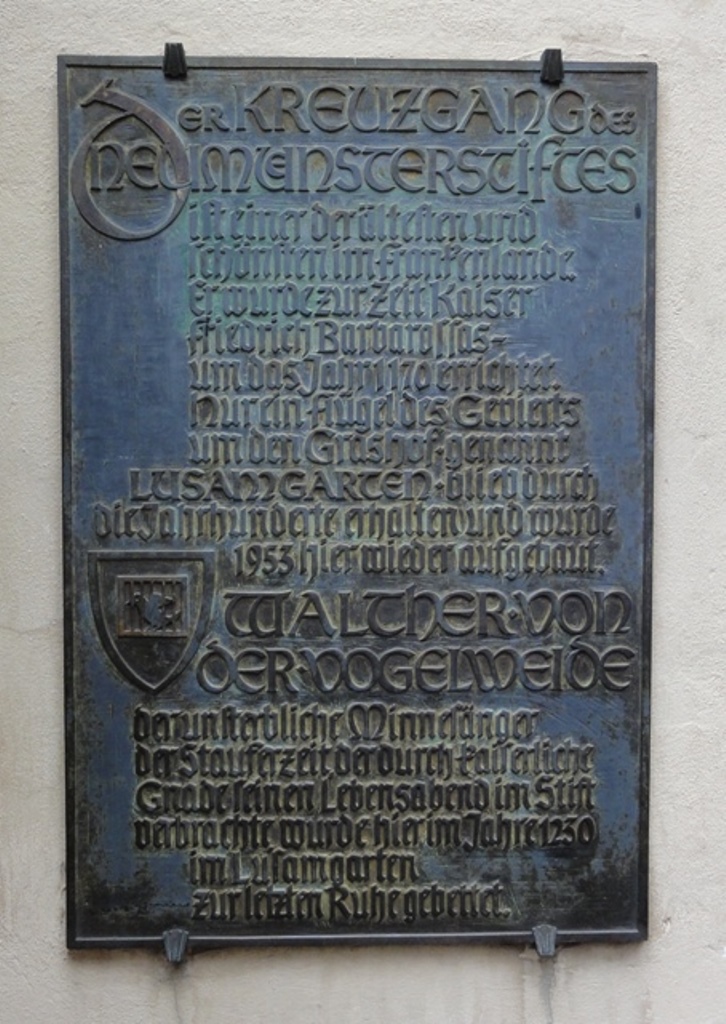 DER KREUZGANG DES
NEUMÜNSTERSTIFTES
ist einer der ältesten und
schönsten im Frankenlande.
Er wurde zur Zeit Kaiser
Friedrich Barbarossas-
um das Jahr 1170 errichtet.
Nur ein Flügel des Gevierts
um den Grashof · genannt
LUSAMGARTEN · blieb durch
die Jahrhunderte erhalten und wurde
1953 hier wieder aufgebaut.
WALTHER · VON
DER · VOGELWEIDE
der unsterbliche Minnesänger
der Stauferzeit der durch kaiserliche
Gnade seinen Lebensabend im Stift
verbrachte wurde hier im Jahre 1230
im Lusamgarten
zur letzten Ruhe gebettet.